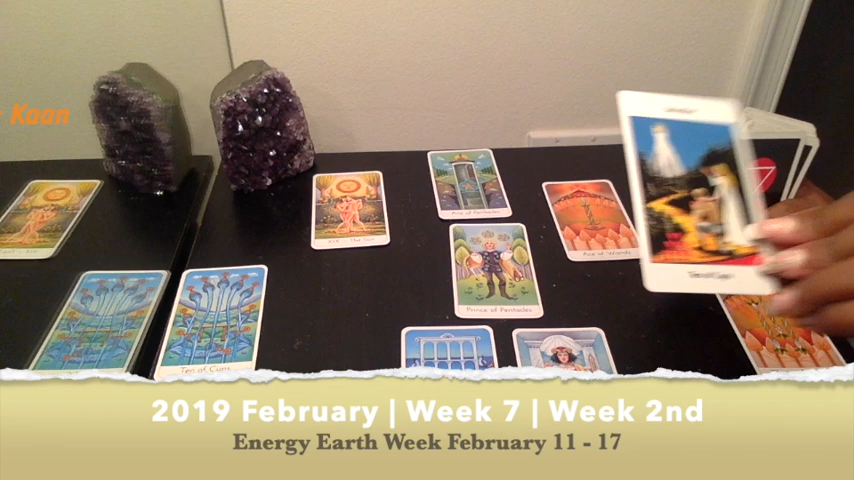 Kaan
Ace of Pentacles
XIX - The Sun
Ace of Wands
Prince of Pentacles
Ten of Cups
2019 February | Week 7 | Week 2nd
Energy Earth Week February 11 - 17